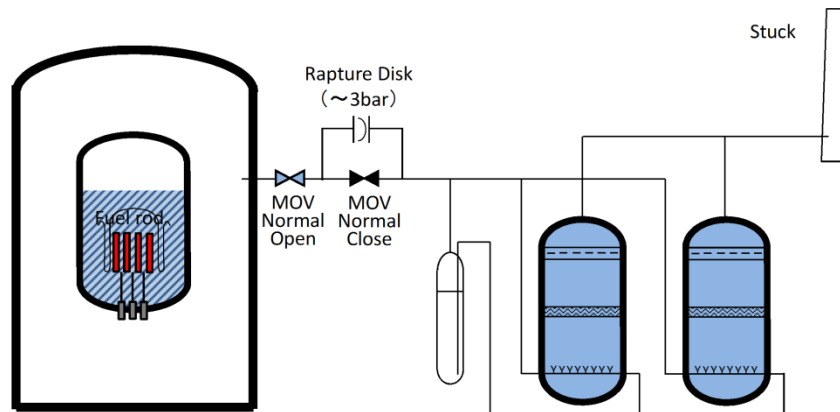 Stuck
Rapture Disk
（～3bar）
MOV
Normal
Open
MOV
Normal
Close
Fuel rod